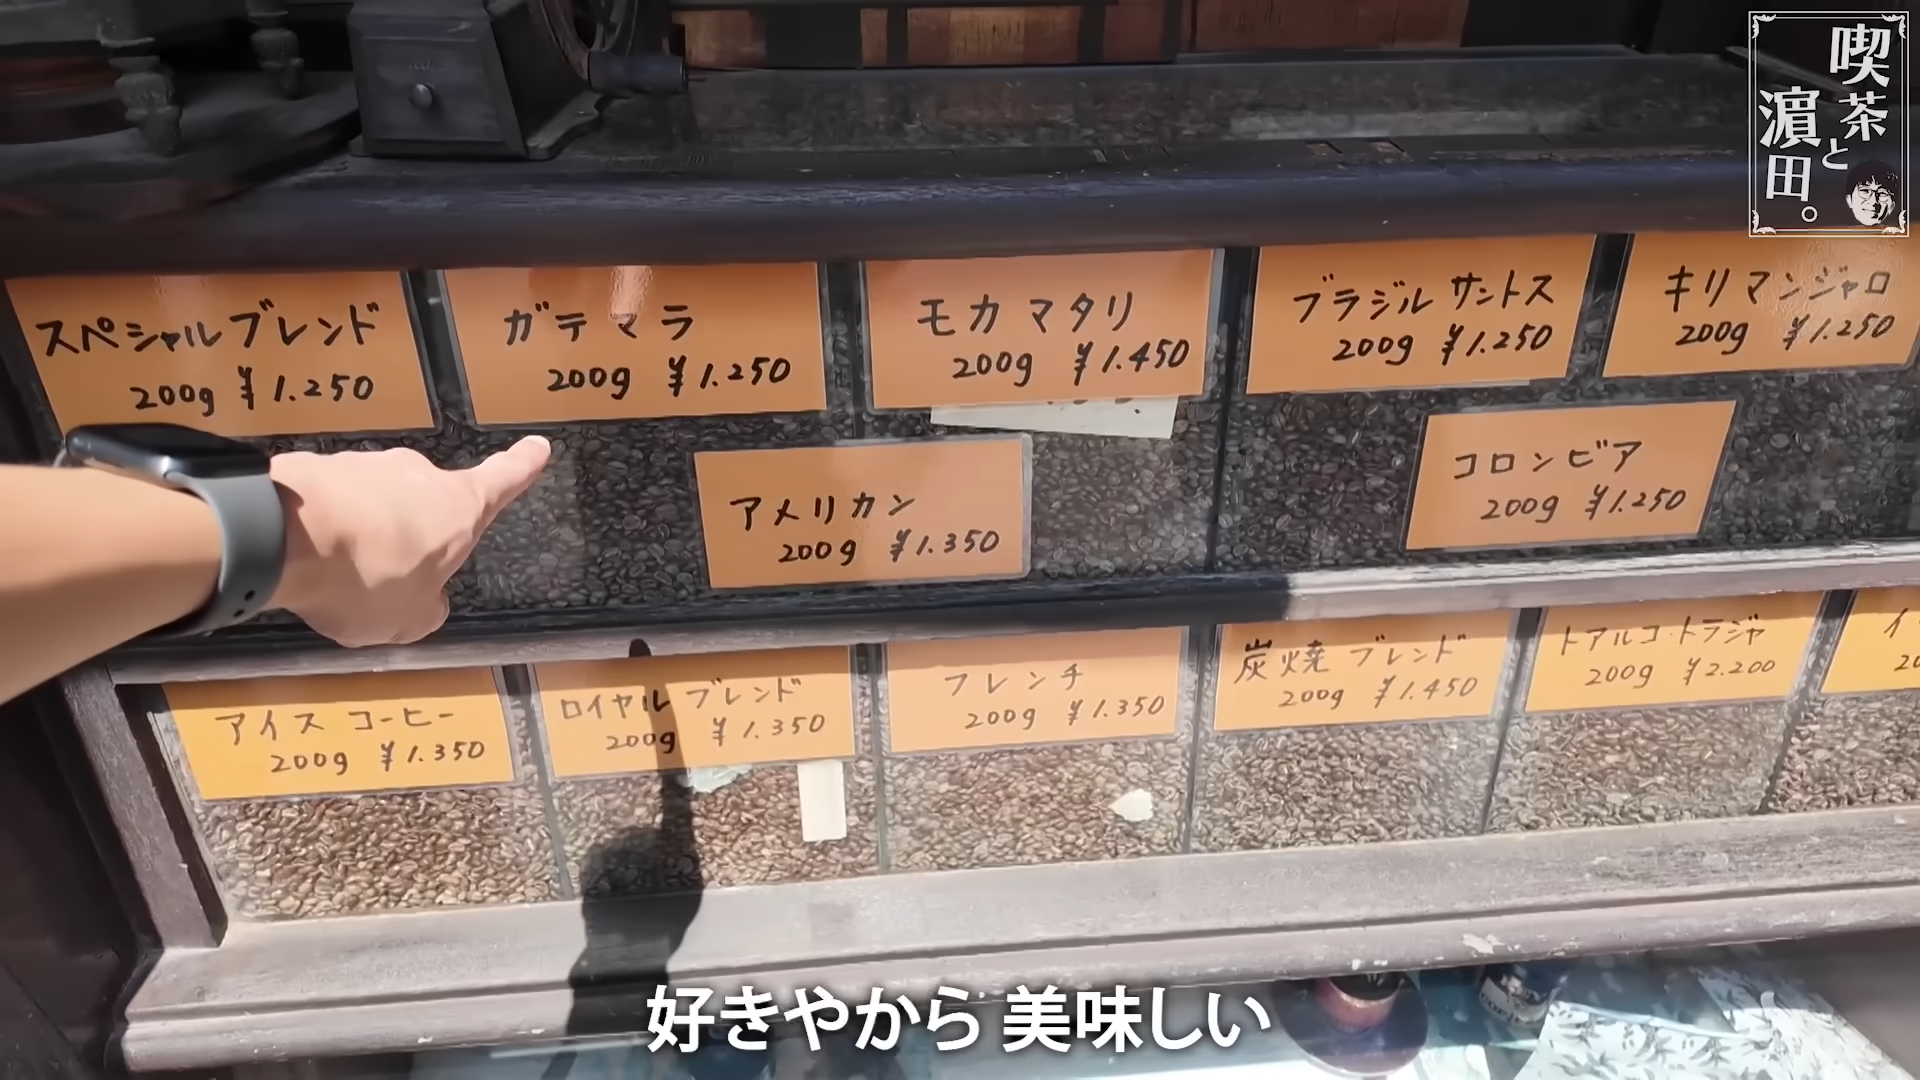 喫茶と
濵田。
スペシャルブレンド
200g ¥1.250
ガテマラ
200g ¥1.250
モカマタリ
200g ¥1.450
ブラジルサントス
200g ¥1.250
キリマンジャロ
200g ¥1.250
アメリカン
200g ¥1.350
コロンビア
200g ¥1.250
アイスコーヒー
200g ¥1.350
ロイヤルブレンド
200g ¥1.350
フレンチ
200g ¥1.350
炭焼ブレンド
200g ¥1.450
トアルコ・トラジャ
200g ¥2.200
イ
20
好きやから 美味しい